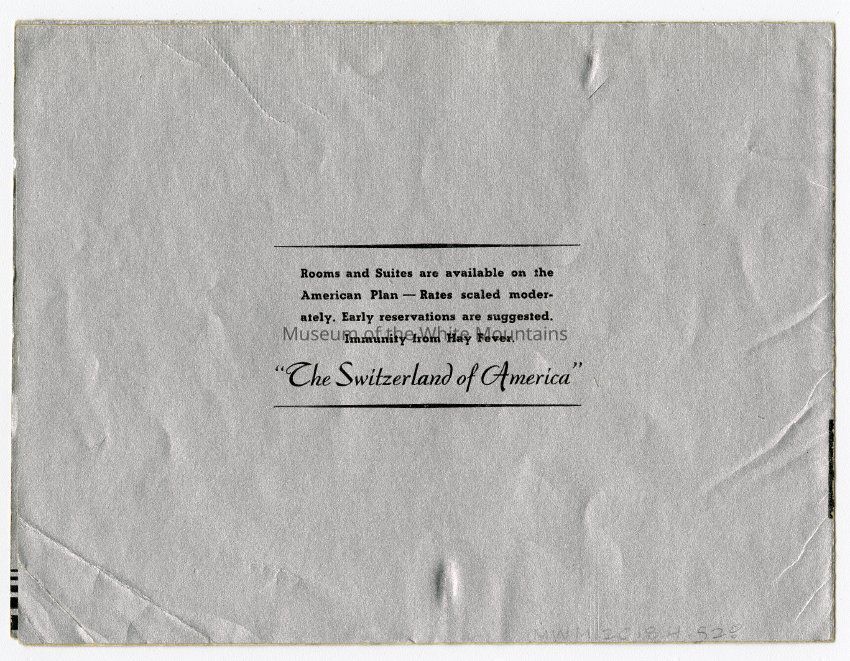 Rooms and Suites are available on the
American Plan — Rates scaled moder-
ately. Early reservations are suggested.
Museum of the White Mountains
Immunity from Hay Fever.
“The Switzerland of America”